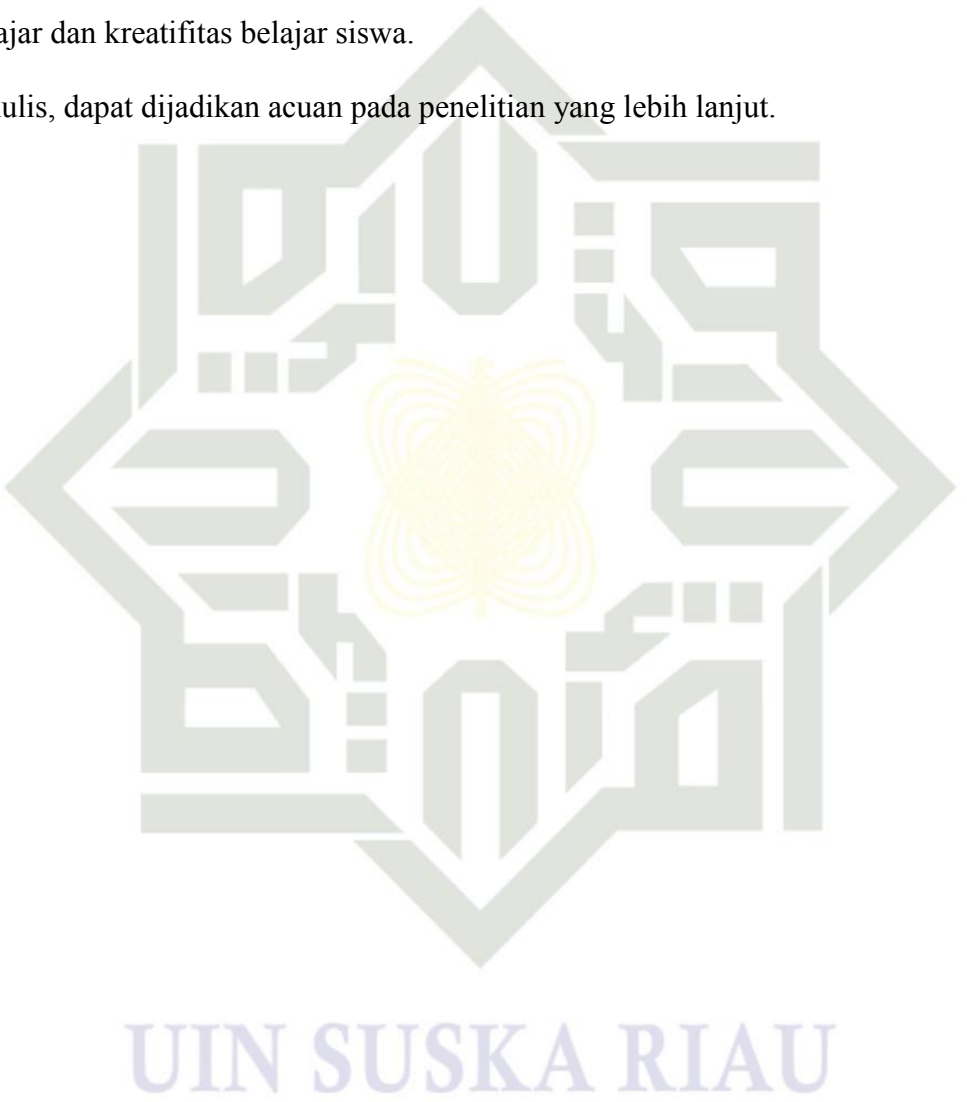 ajar dan kreatifitas belajar siswa.
ulis, dapat dijadikan acuan pada penelitian yang lebih lanjut.
UIN SUSKA RIAU